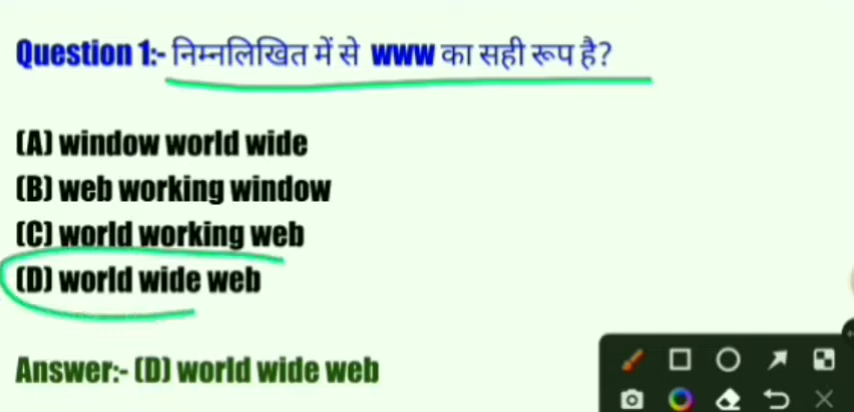 Question 1:- निम्नलिखित में से www का सही रूप है?
(A) window world wide
(B) web working window
(C) world working web
(D) world wide web
Answer:- (D) world wide web